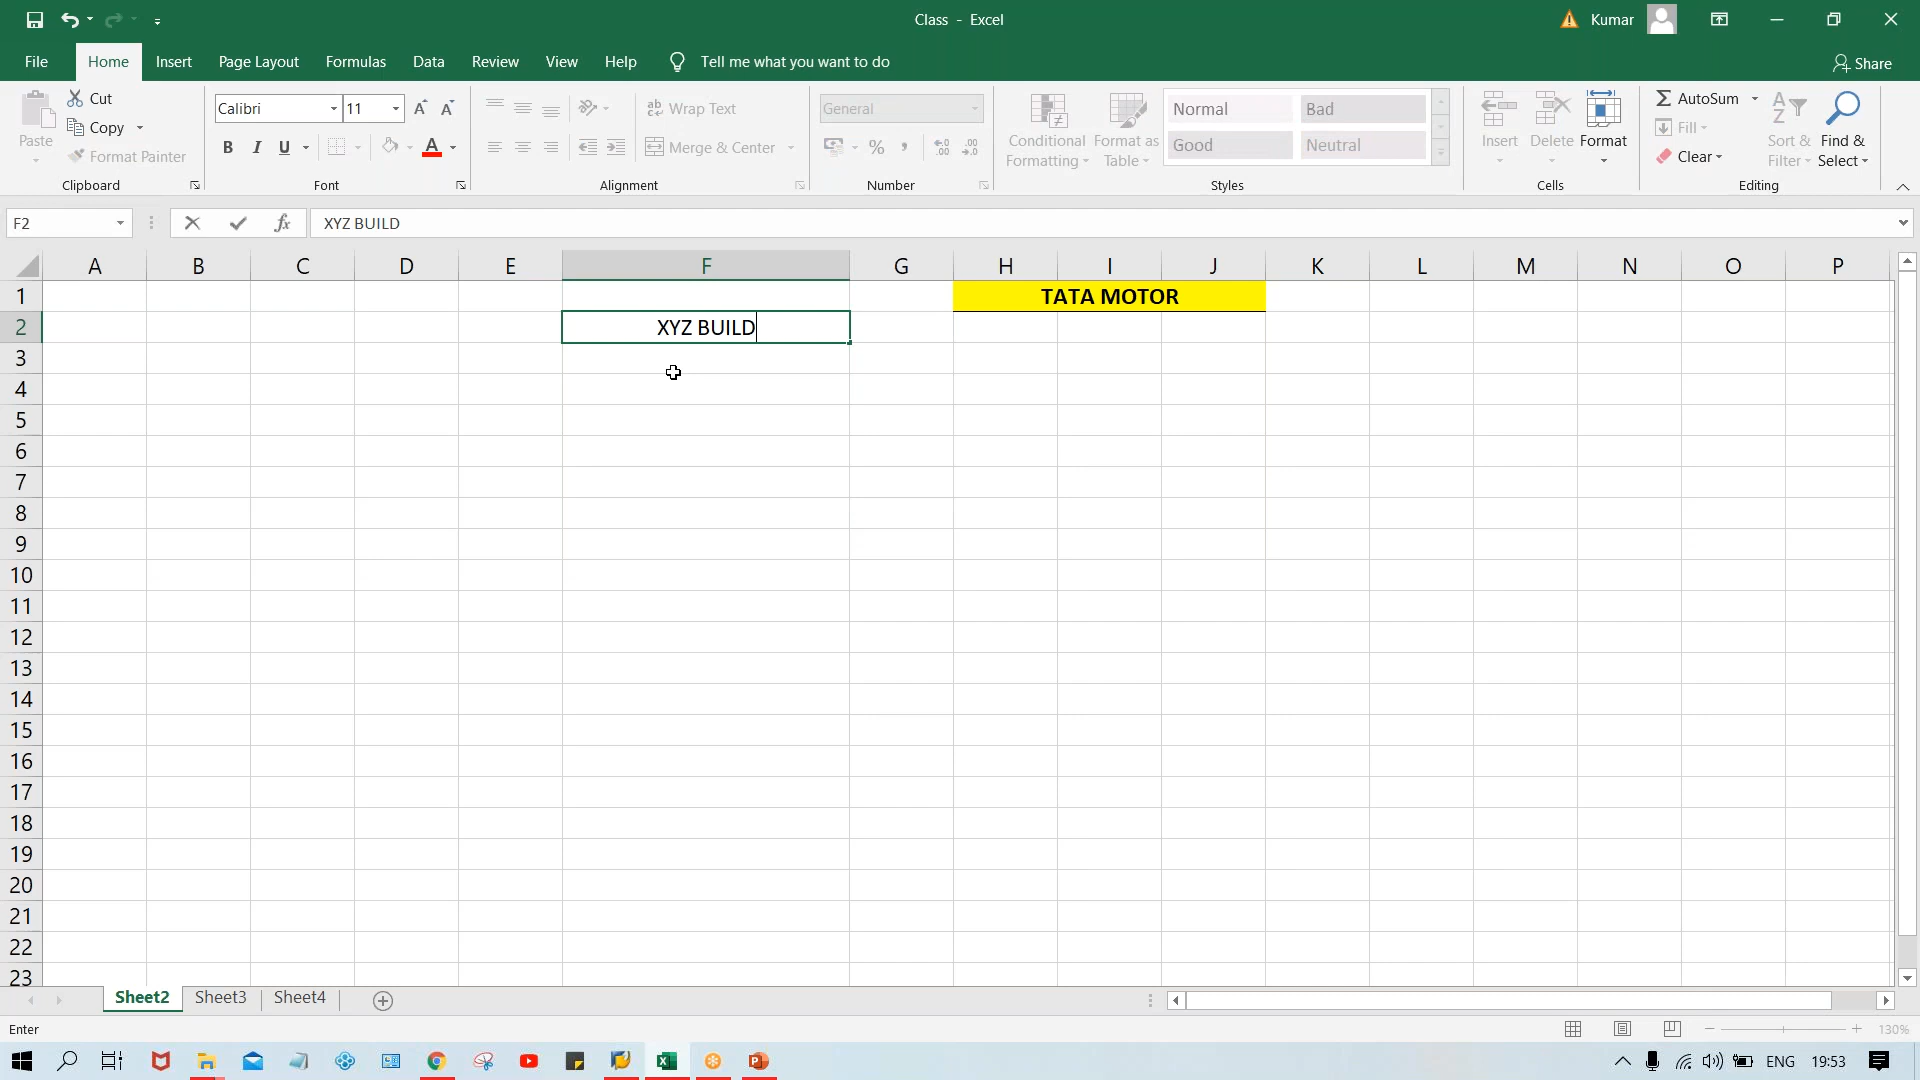 Class - Excel
Kumar
File
Home
Insert
Page Layout
Formulas
Data
Review
View
Help
Tell me what you want to do
Share
Paste
Cut
Copy
Format Painter
Clipboard
Calibri
11
B I U
A
Font
Wrap Text
Merge & Center
Alignment
General
%
Number
Conditional
Formatting
Format as
Table
Normal
Bad
Good
Neutral
Styles
Insert
Delete
Format
Cells
AutoSum
Fill
Clear
Sort &
Filter
Find &
Select
Editing
F2
fx
XYZ BUILD
A B C D E F G H I J K L M N O P
1 TATA MOTOR
2 XYZ BUILD
3
4
5
6
7
8
9
10
11
12
13
14
15
16
17
18
19
20
21
22
23
Sheet2
Sheet3
Sheet4
Enter
130%
ENG
19:53